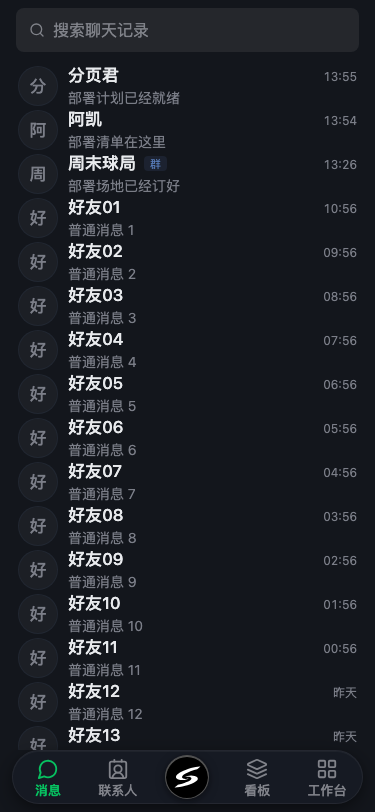 搜索聊天记录
分
分页君
13:55
部署计划已经就绪
阿
阿凯
13:54
部署清单在这里
周
周末球局 群
13:26
部署场地已经订好
好
好友01
10:56
普通消息 1
好
好友02
09:56
普通消息 2
好
好友03
08:56
普通消息 3
好
好友04
07:56
普通消息 4
好
好友05
06:56
普通消息 5
好
好友06
05:56
普通消息 6
好
好友07
04:56
普通消息 7
好
好友08
03:56
普通消息 8
好
好友09
02:56
普通消息 9
好
好友10
01:56
普通消息 10
好
好友11
00:56
普通消息 11
好
好友12
昨天
普通消息 12
好
好友13
昨天
消息
联系人
看板
工作台